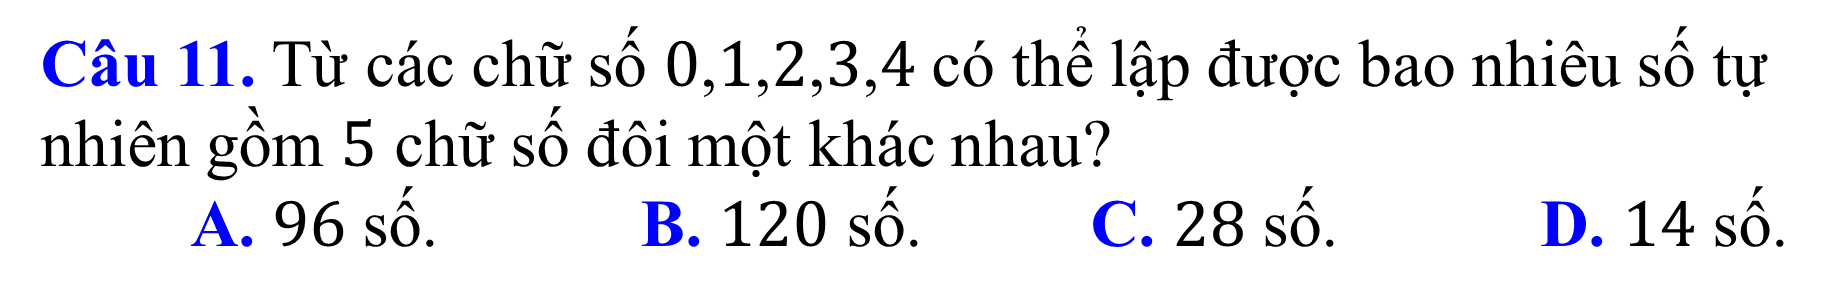 Câu 11. Từ các chữ số 0,1,2,3,4 có thể lập được bao nhiêu số tự
nhiên gồm 5 chữ số đôi một khác nhau?
A. 96 số. B. 120 số. C. 28 số. D. 14 số.